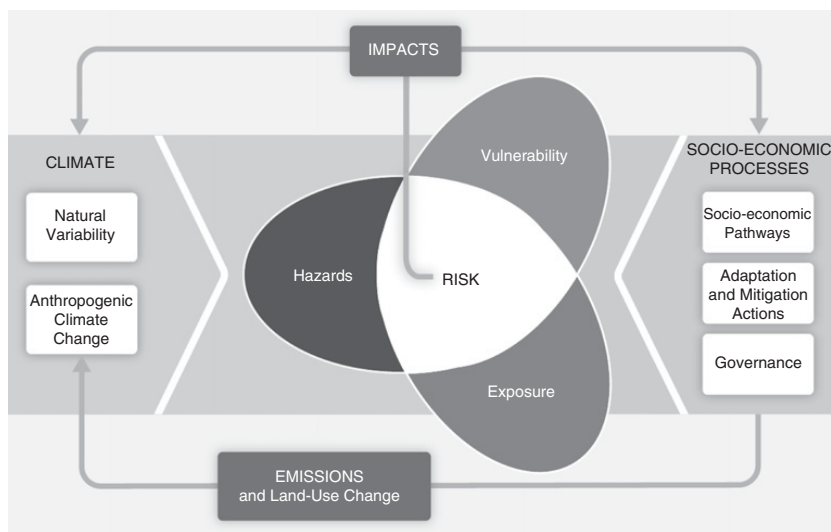 IMPACTS
CLIMATE
Natural
Variability
Anthropogenic
Climate
Change
Vulnerability
Hazards
RISK
Exposure
SOCIO-ECONOMIC
PROCESSES
Socio-economic
Pathways
Adaptation
and Mitigation
Actions
Governance
EMISSIONS
and Land-Use Change